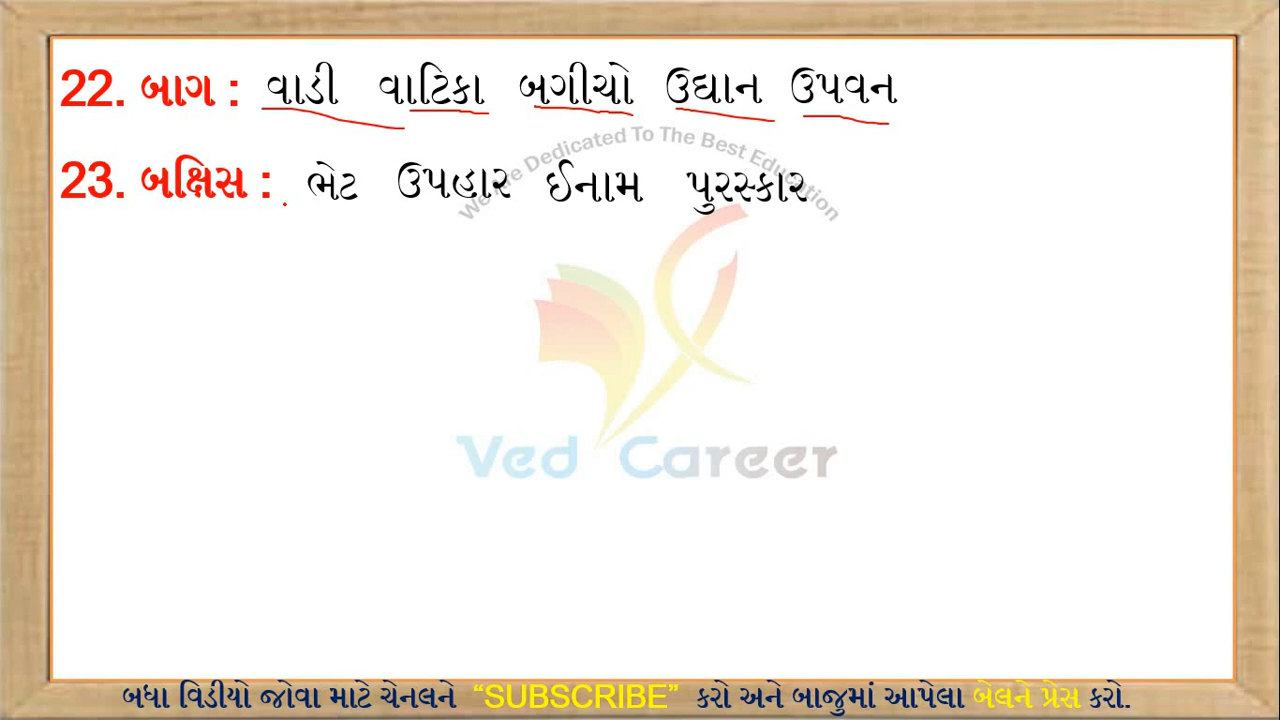 22. બાગ : વાડી વાટિકા બગીચો ઉદ્યાન ઉપવન
We Are Dedicated To The Best Education
23. બક્ષિસ : ભેટ ઉપહાર ઈનામ પુરસ્કાર
Ved Career
બધા વિડીયો જોવા માટે ચેનલને “SUBSCRIBE” કરો અને બાજુમાં આપેલા બેલને પ્રેસ કરો.